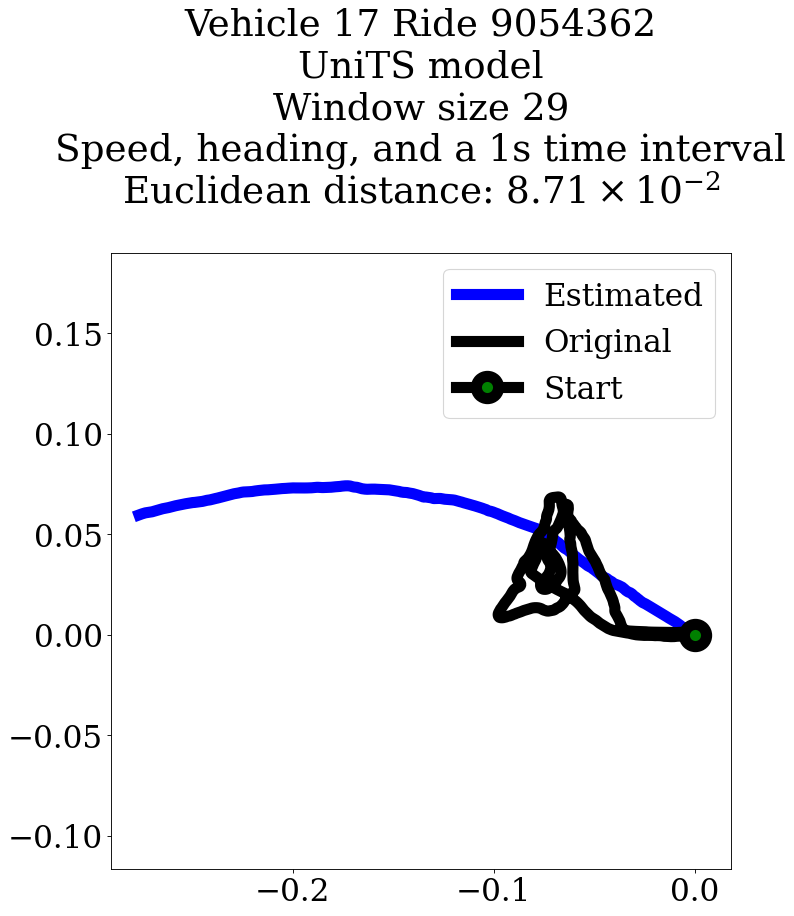 Vehicle 17 Ride 9054362
UniTS model
Window size 29
Speed, heading, and a 1s time interval
Euclidean distance: $8.71 \times 10^{-2}$
Estimated
Original
Start
0.15
0.10
0.05
0.00
−0.05
−0.10
−0.2
−0.1
0.0